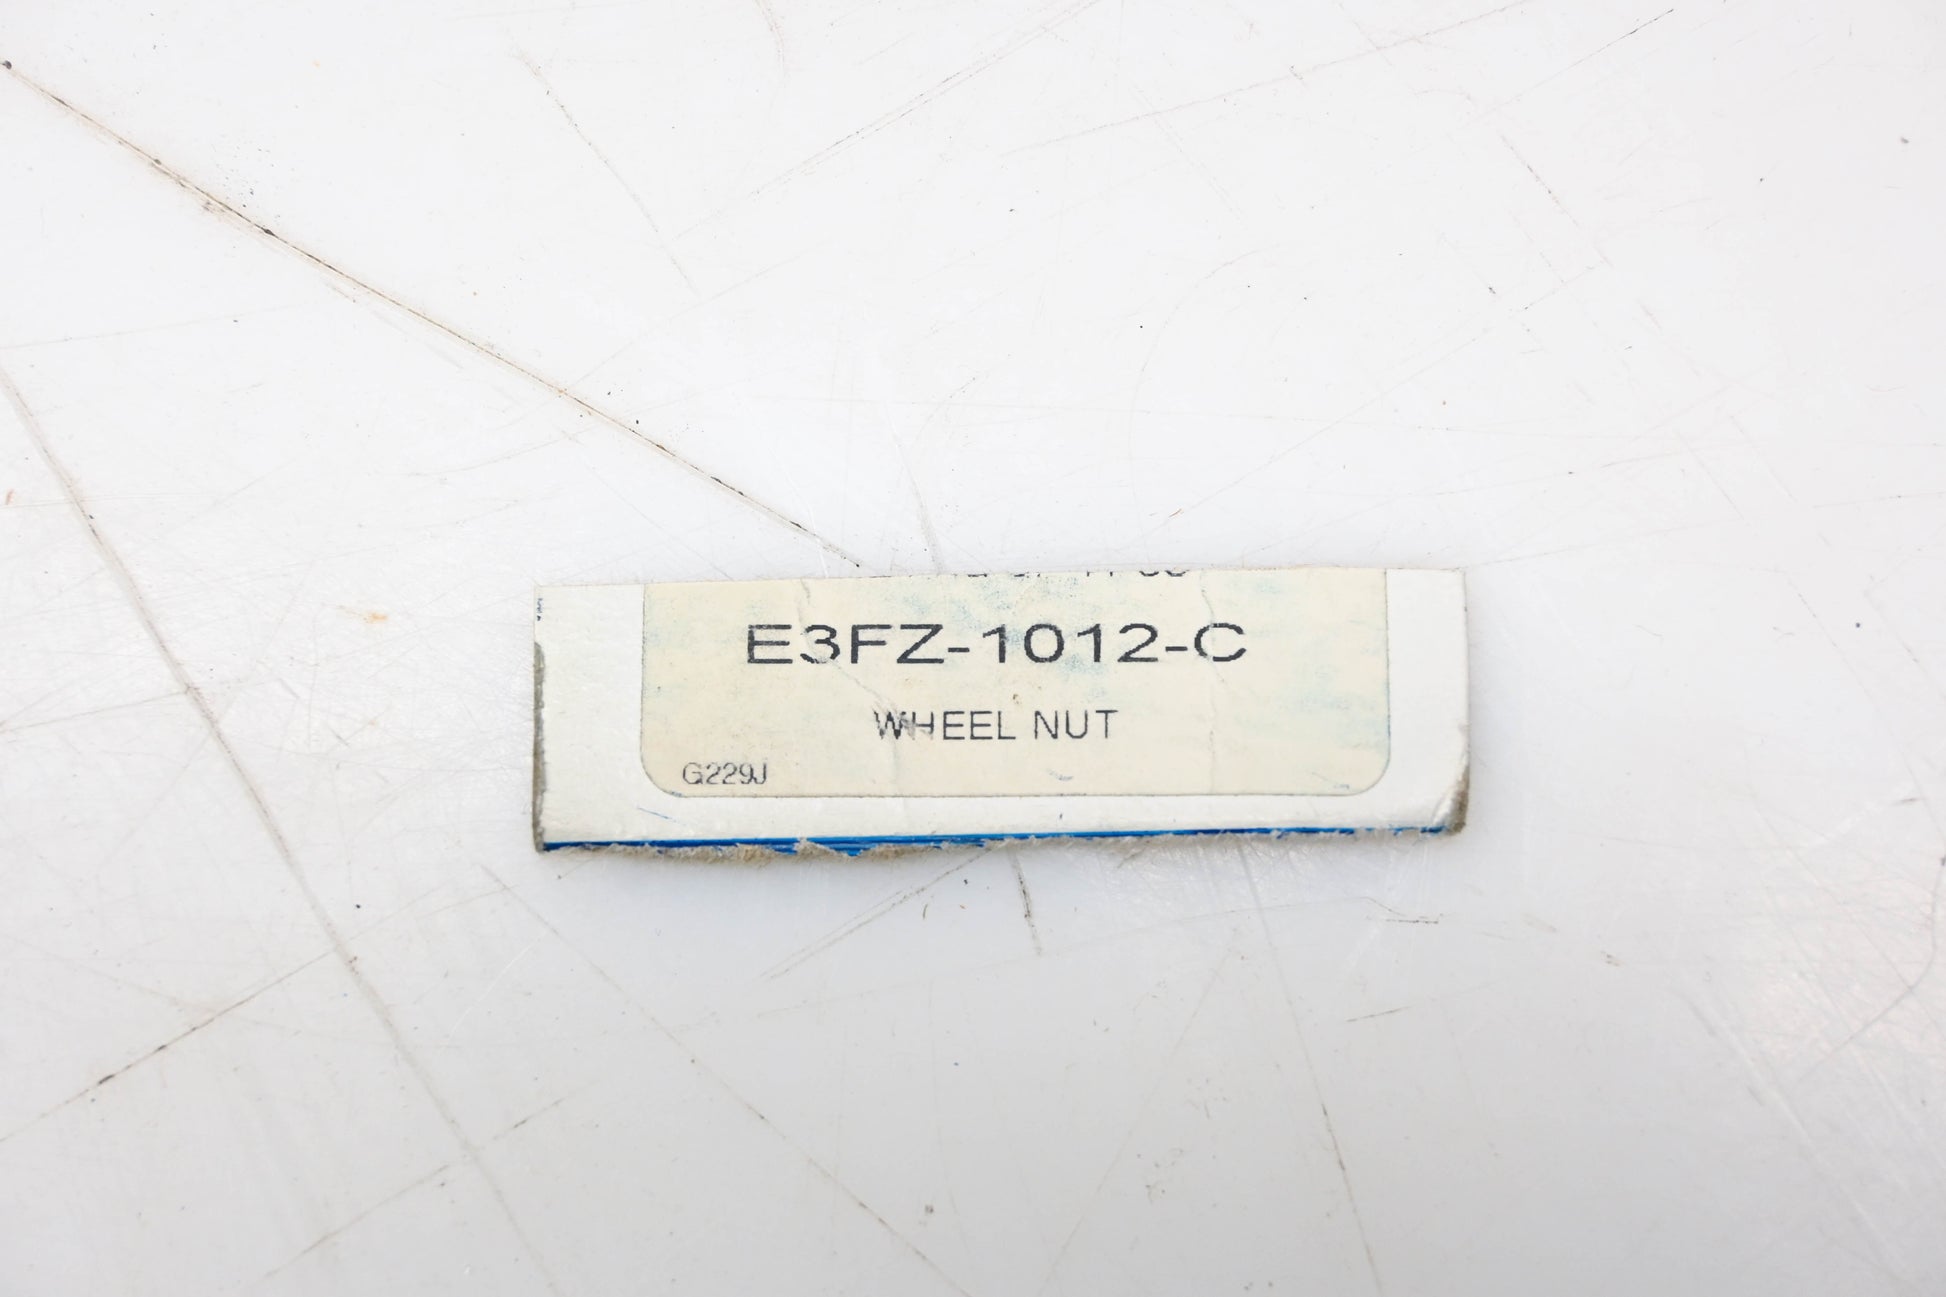 E3FZ-1012-C
WHEEL NUT
G229J